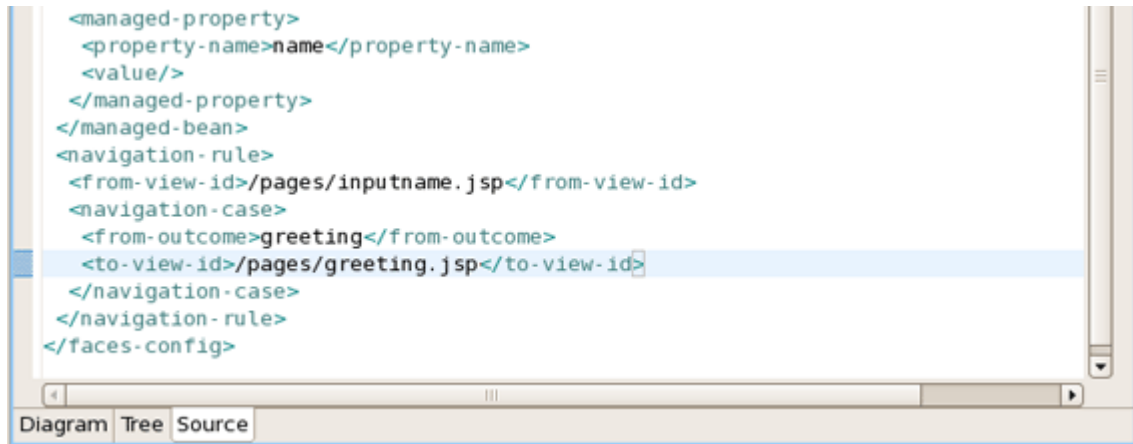 <managed-property>
<property-name>name</property-name>
<value/>
</managed-property>
</managed-bean>
<navigation-rule>
<from-view-id>/pages/inputname.jsp</from-view-id>
<navigation-case>
<from-outcome>greeting</from-outcome>
<to-view-id>/pages/greeting.jsp</to-view-id>
</navigation-case>
</navigation-rule>
</faces-config>
Diagram Tree Source